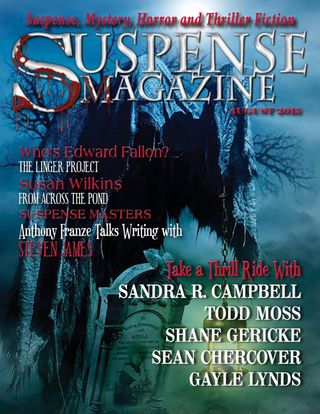 Suspense, Mystery, Horror and Thriller Fiction
SUSPENSE
MAGAZINE
AUGUST 2015
Who's Edward Fallon?
THE LINGER PROJECT
Susan Wilkins
FROM ACROSS THE POND
SUSPENSE MASTERS
Anthony Franze Talks Writing with
STEVEN JAMES
Take a Thrill Ride With
SANDRA R. CAMPBELL
TODD MOSS
SHANE GERICKE
SEAN CHERCOVER
GAYLE LYNDS